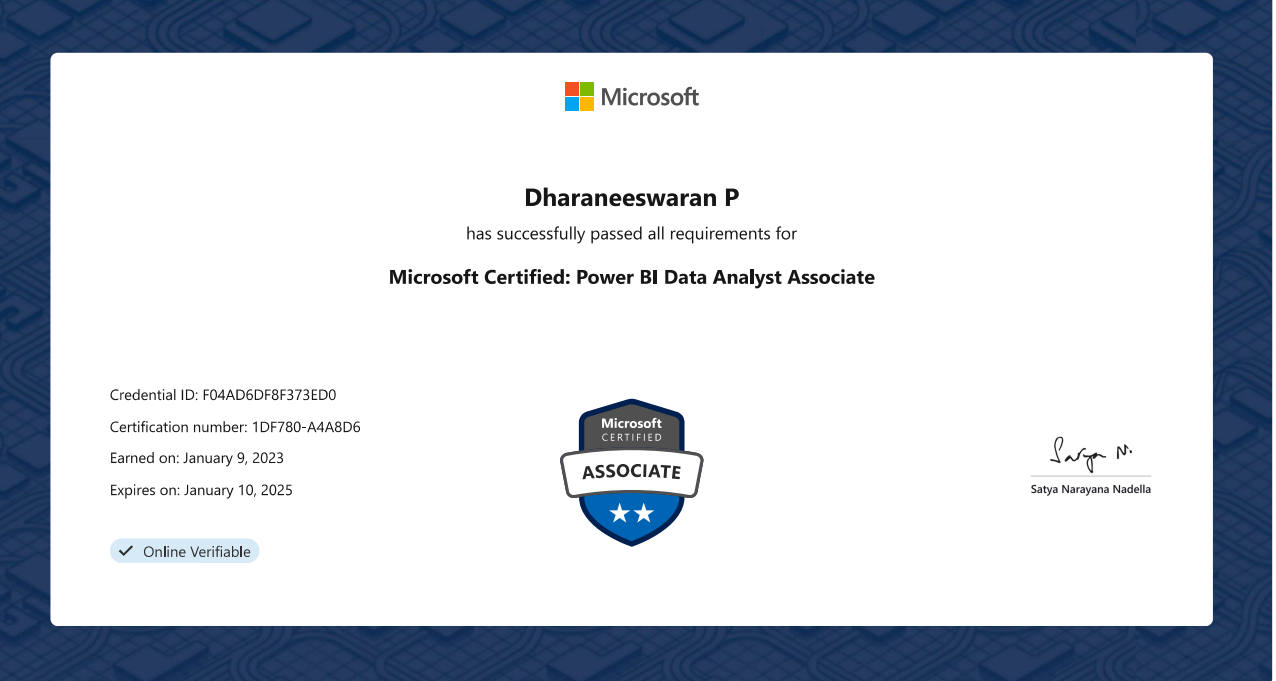 Microsoft
Dharaneeswaran P
has successfully passed all requirements for
Microsoft Certified: Power BI Data Analyst Associate
Credential ID: F04AD6DF8F373ED0
Certification number: 1DF780-A4A8D6
Earned on: January 9, 2023
Expires on: January 10, 2025
Online Verifiable
Microsoft
CERTIFIED
ASSOCIATE
Satya N.
Satya Narayana Nadella